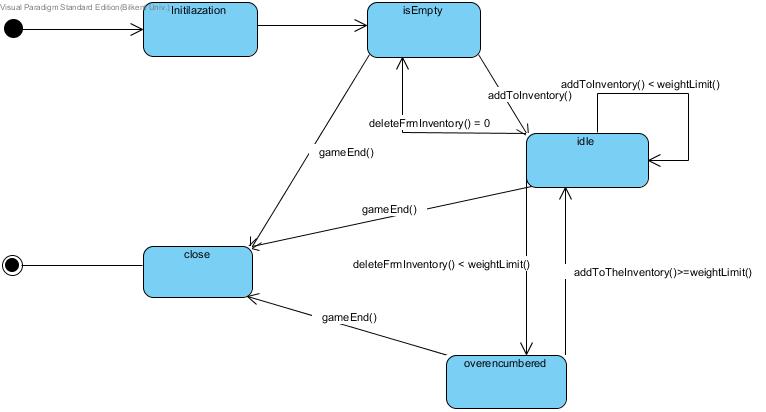 Visual Paradigm Standard Edition(Bilkent Univ.)
Initilazation
isEmpty
addToInventory() < weightLimit()
addToInventory()
deleteFrmInventory() = 0
idle
gameEnd()
gameEnd()
close
deleteFrmInventory() < weightLimit()
addToTheInventory()>=weightLimit()
gameEnd()
overencumbered